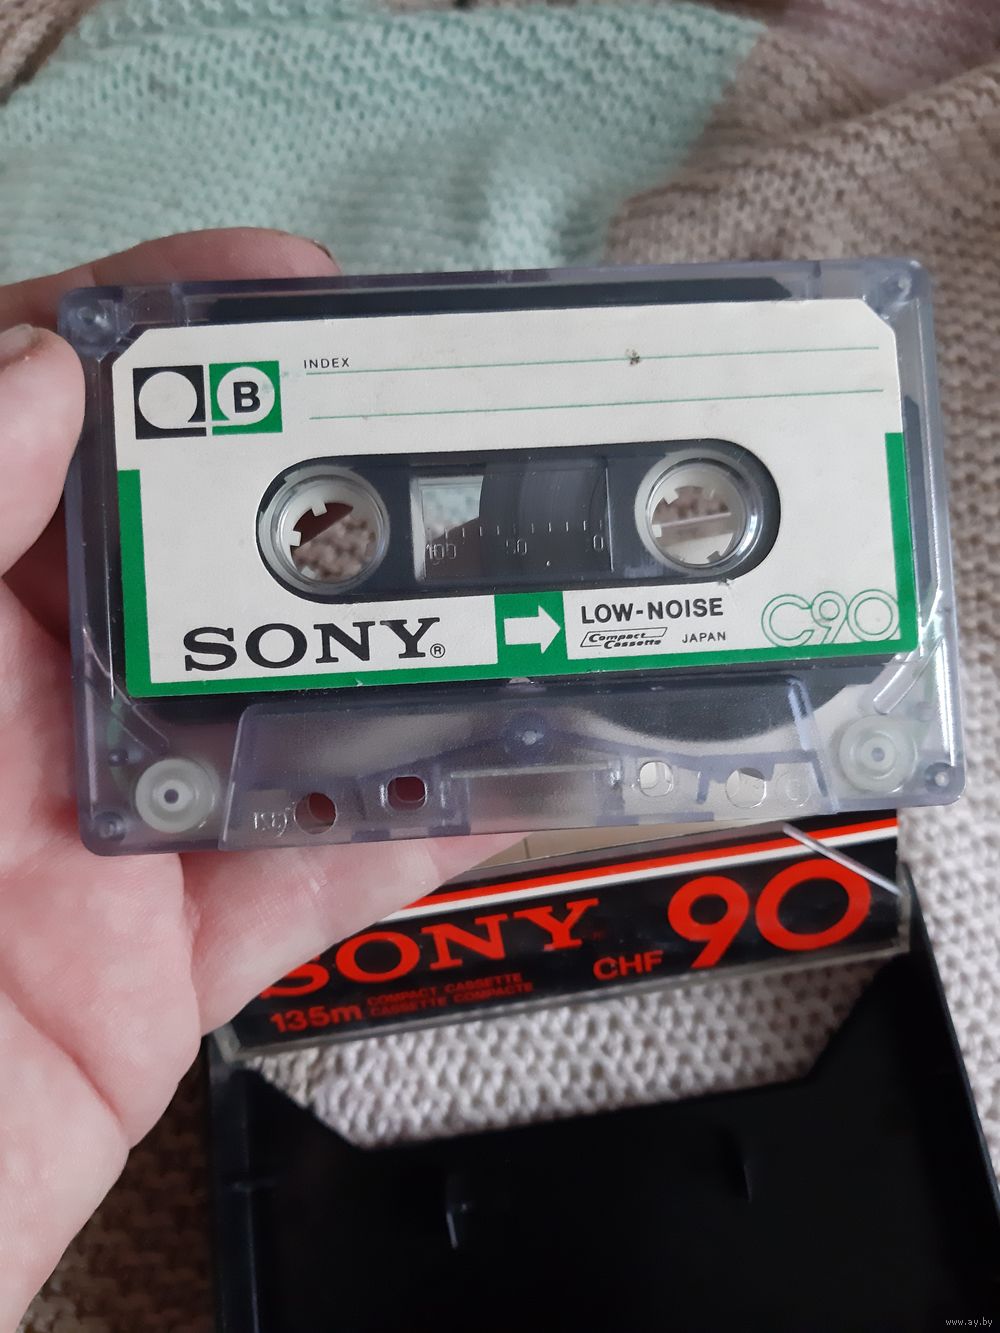 INDEX
B
100 50 0
SONY®
LOW-NOISE
Compact
Cassette
JAPAN
C90
SONY
CHF
90
135m
COMPACT CASSETTE
CASSETTE COMPACTE
www.ay.by